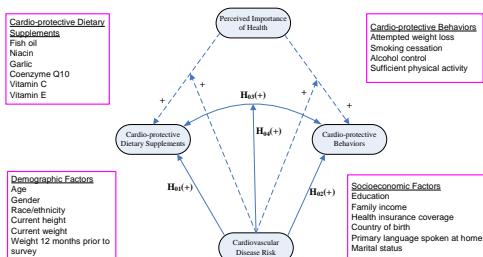 Cardio-protective Dietary
Supplements
Fish oil
Niacin
Garlic
Coenzyme Q10
Vitamin C
Vitamin E
Perceived Importance
of Health
Cardio-protective Behaviors
Attempted weight loss
Smoking cessation
Alcohol control
Sufficient physical activity
+
+
+
+
H03(+)
H04(+)
Cardio-protective
Dietary Supplements
Cardio-protective
Behaviors
H01(+)
H02(+)
Demographic Factors
Age
Gender
Race/ethnicity
Current height
Current weight
Weight 12 months prior to
survey
Cardiovascular
Disease Risk
Socioeconomic Factors
Education
Family income
Health insurance coverage
Country of birth
Primary language spoken at home
Marital status